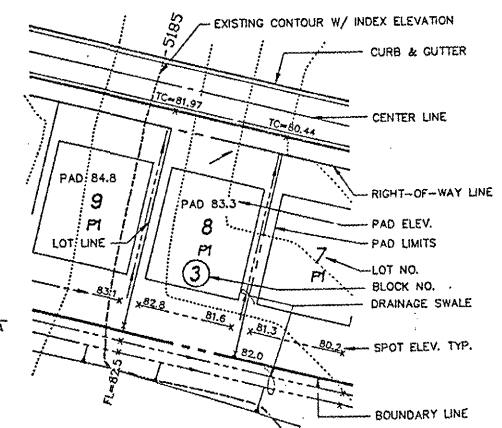 5185
EXISTING CONTOUR W/ INDEX ELEVATION
CURB & GUTTER
TC=81.97
CENTER LINE
TC=80.44
RIGHT-OF-WAY LINE
PAD 84.8
9
P1
LOT LINE
PAD 83.3
8
P1
3
PAD ELEV.
PAD LIMITS
7
P1
LOT NO.
BLOCK NO.
DRAINAGE SWALE
83.1
82.8
81.6
81.3
80.2
SPOT ELEV. TYP.
82.0
FL=82.5
BOUNDARY LINE